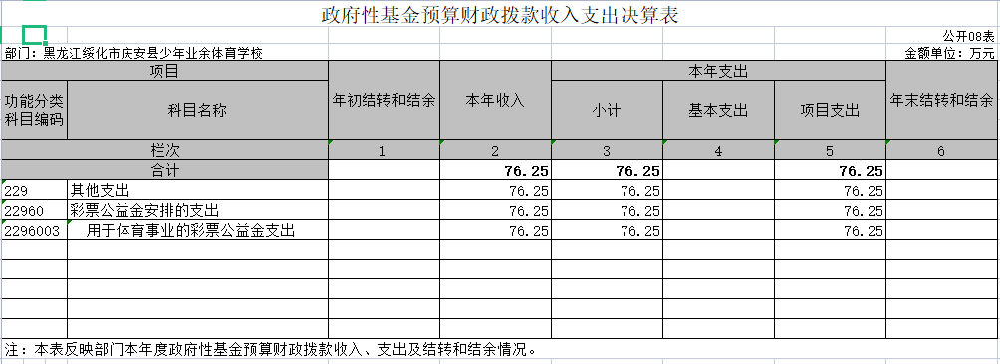 政府性基金预算财政拨款收入支出决算表
公开08表
部门：黑龙江绥化市庆安县少年业余体育学校 金额单位：万元
项目 年初结转和结余 本年收入 本年支出 年末结转和结余
功能分类科目编码 科目名称 小计 基本支出 项目支出
栏次 1 2 3 4 5 6
合计 76.25 76.25 76.25
229 其他支出 76.25 76.25 76.25
22960 彩票公益金安排的支出 76.25 76.25 76.25
2296003 用于体育事业的彩票公益金支出 76.25 76.25 76.25
注：本表反映部门本年度政府性基金预算财政拨款收入、支出及结转和结余情况。